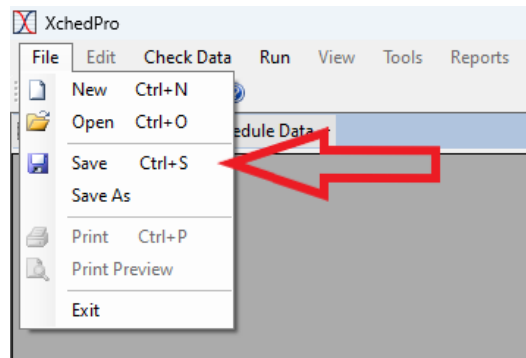 XchedPro
File Edit Check Data Run View Tools Reports
New Ctrl+N
Open Ctrl+O
edule Data
Save Ctrl+S
Save As
Print Ctrl+P
Print Preview
Exit